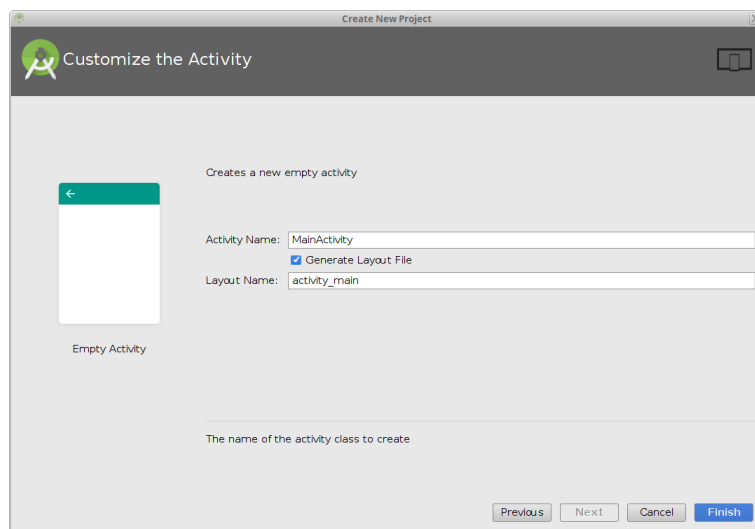 Create New Project
Customize the Activity
Creates a new empty activity
Activity Name: MainActivity
Generate Layout File
Layout Name: activity_main
Empty Activity
The name of the activity class to create
Previous Next Cancel Finish